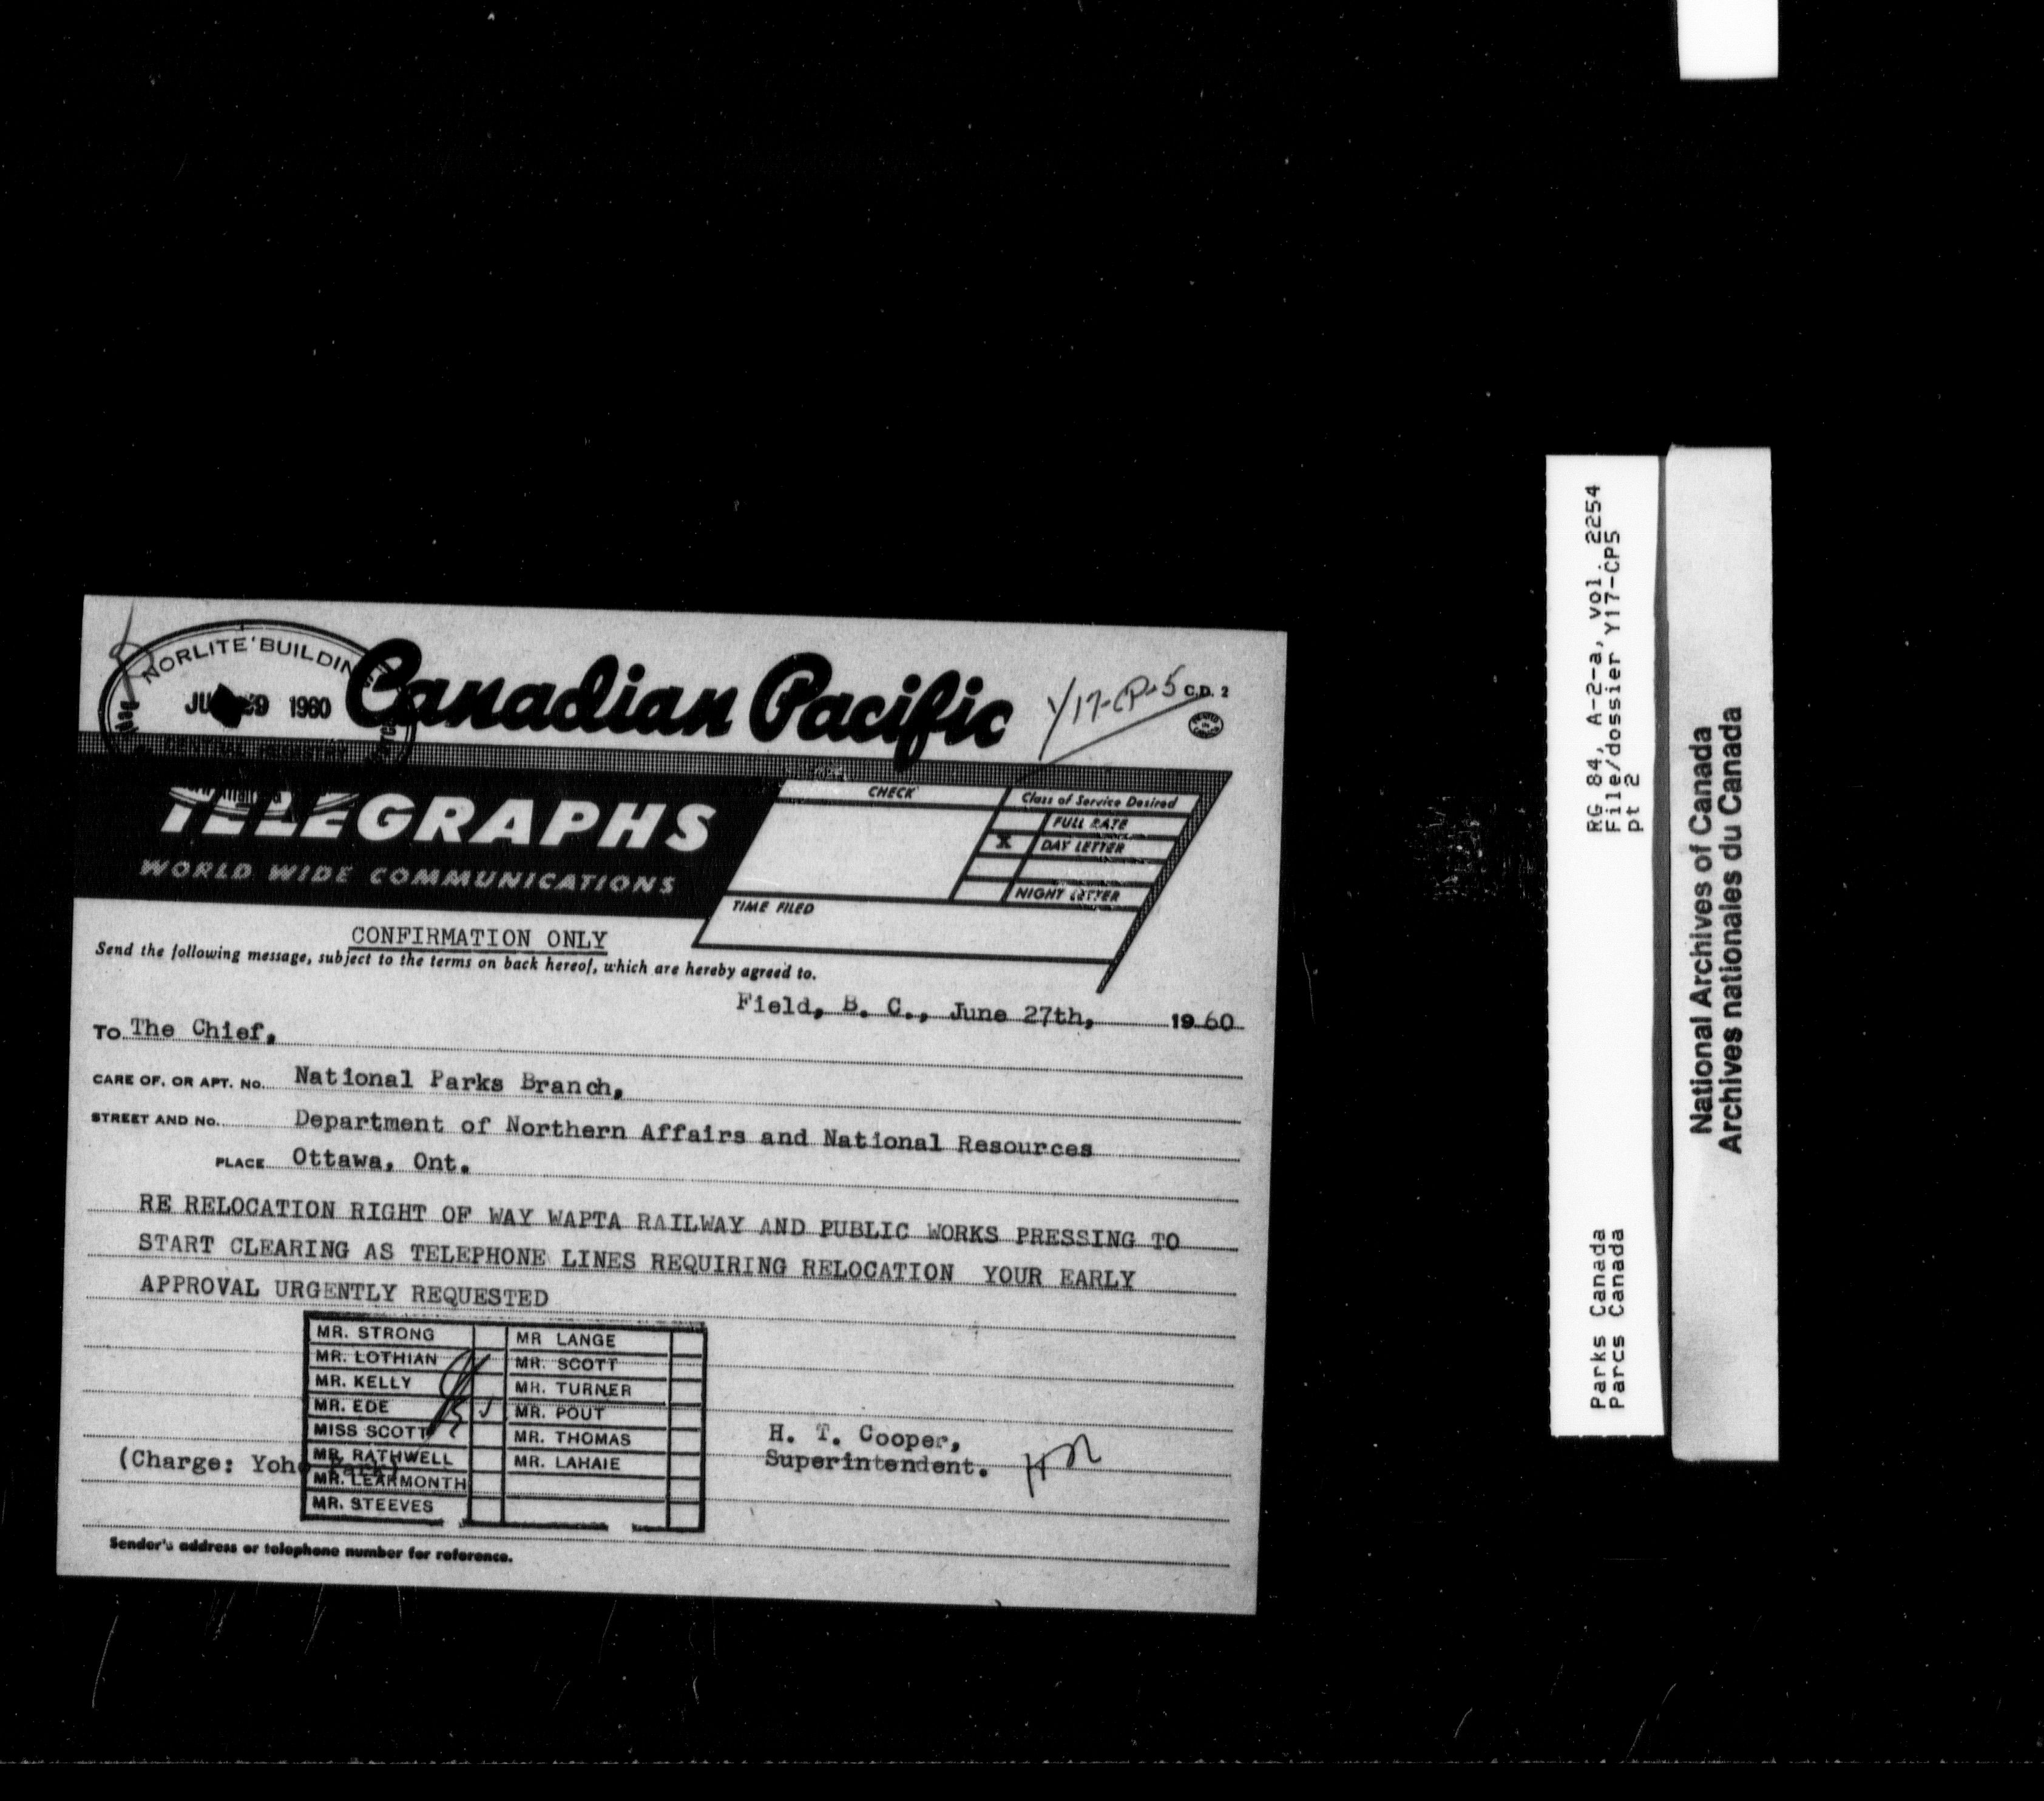 NORLITE BUILDING
1960
CENTRAL REGISTRY
Canadian Pacific
Y17-CP-5
C.D. 2
PRINTED IN CANADA
TELEGRAPHS
WORLD WIDE COMMUNICATIONS
CHECK
Class of Service Desired
FULL RATE
X DAY LETTER
NIGHT LETTER
TIME FILED
CONFIRMATION ONLY
Send the following message, subject to the terms on back hereof, which are hereby agreed to.
Field, B. C., June 27th, 1960
TO The Chief,
CARE OF. OR APT. No. National Parks Branch,
STREET AND No. Department of Northern Affairs and National Resources
PLACE Ottawa, Ont.
RE RELOCATION RIGHT OF WAY WAPTA RAILWAY AND PUBLIC WORKS PRESSING TO
START CLEARING AS TELEPHONE LINES REQUIRING RELOCATION YOUR EARLY
APPROVAL URGENTLY REQUESTED
MR. STRONG MR LANGE
MR. LOTHIAN MR. SCOTT
MR. KELLY MR. TURNER
MR. EDE MR. POUT
MISS SCOTT MR. THOMAS
MR. RATHWELL MR. LAHAIE
MR. LEARMONTH
MR. STEEVES
(Charge: Yoho Park)
H. T. Cooper,
Superintendent.
Sender's address or telephone number for reference.
RG 84, A-2-a, vol. 2254
File/dossier Y17-CP5
Pt 2
Parks Canada
Parcs Canada
National Archives of Canada
Archives nationales du Canada